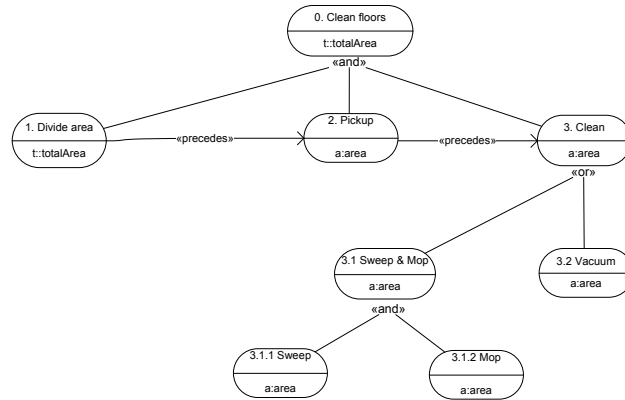 0. Clean floors
t::totalArea
«and»
1. Divide area
t::totalArea
«precedes»
2. Pickup
a:area
«precedes»
3. Clean
a:area
«or»
3.1 Sweep & Mop
a:area
«and»
3.2 Vacuum
a:area
3.1.1 Sweep
a:area
3.1.2 Mop
a:area